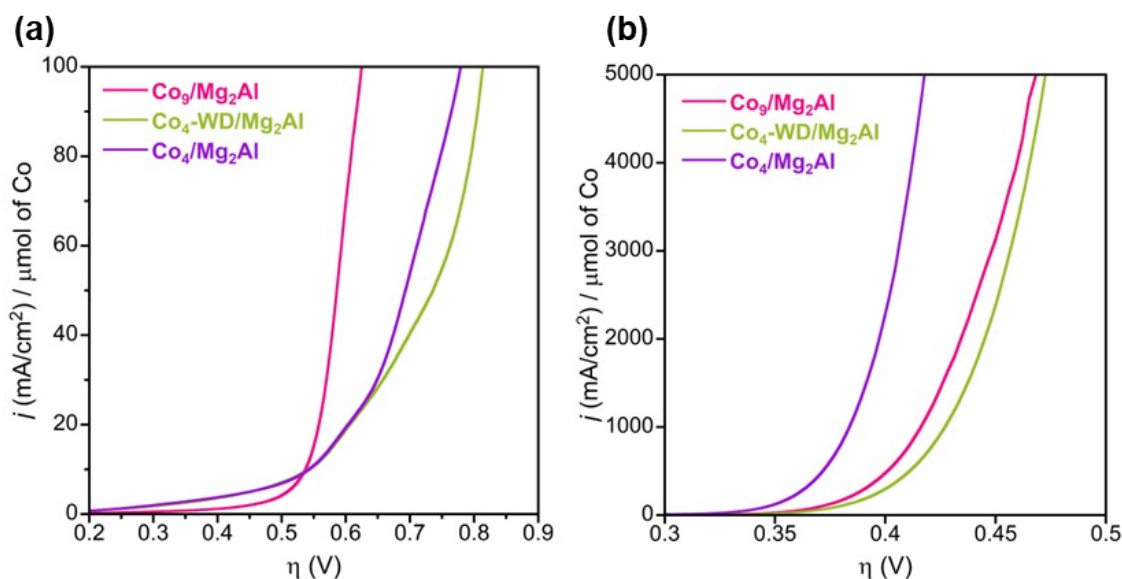 (a)
100
80
60
40
20
0
j (mA/cm²) / μmol of Co
Co₉/Mg₂Al
Co₄-WD/Mg₂Al
Co₄/Mg₂Al
0.2 0.3 0.4 0.5 0.6 0.7 0.8 0.9
η (V)
(b)
5000
4000
3000
2000
1000
0
j (mA/cm²) / μmol of Co
Co₉/Mg₂Al
Co₄-WD/Mg₂Al
Co₄/Mg₂Al
0.3 0.35 0.4 0.45 0.5
η (V)